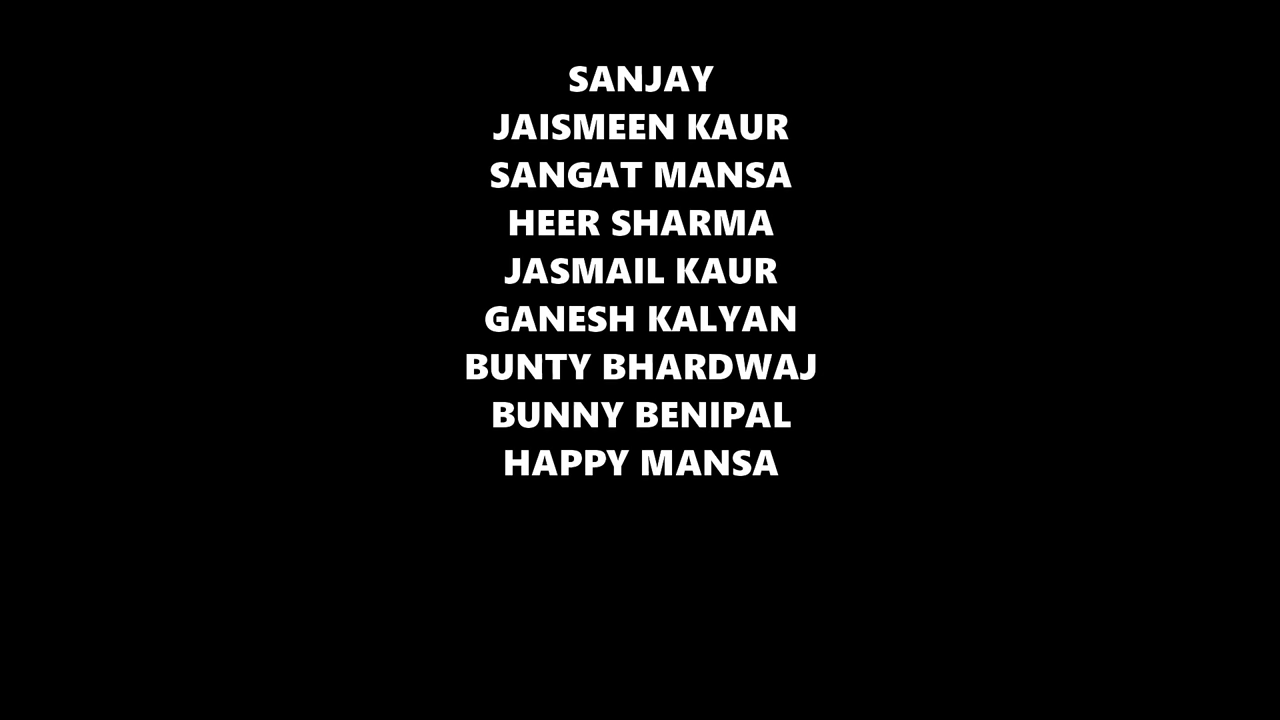 SANJAY
JAISMEEN KAUR
SANGAT MANSA
HEER SHARMA
JASMAIL KAUR
GANESH KALYAN
BUNTY BHARDWAJ
BUNNY BENIPAL
HAPPY MANSA